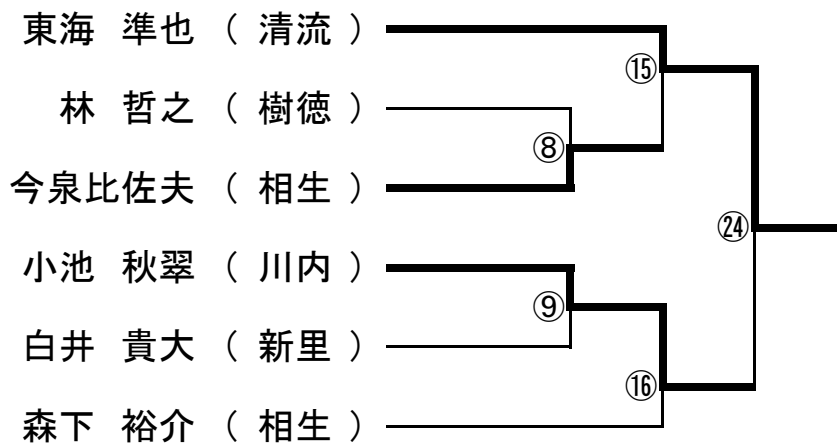 東海 準也 ( 清流 )
⑮
林 哲之 ( 樹徳 )
⑧
今泉比佐夫 ( 相生 )
㉔
小池 秋翠 ( 川内 )
⑨
白井 貴大 ( 新里 )
⑯
森下 裕介 ( 相生 )